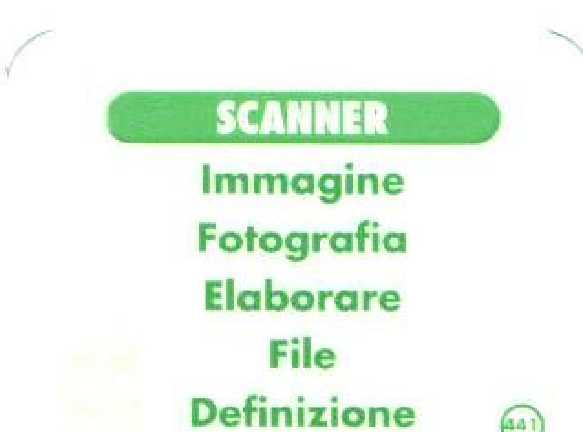 SCANNER
Immagine
Fotografia
Elaborare
File
Definizione
441